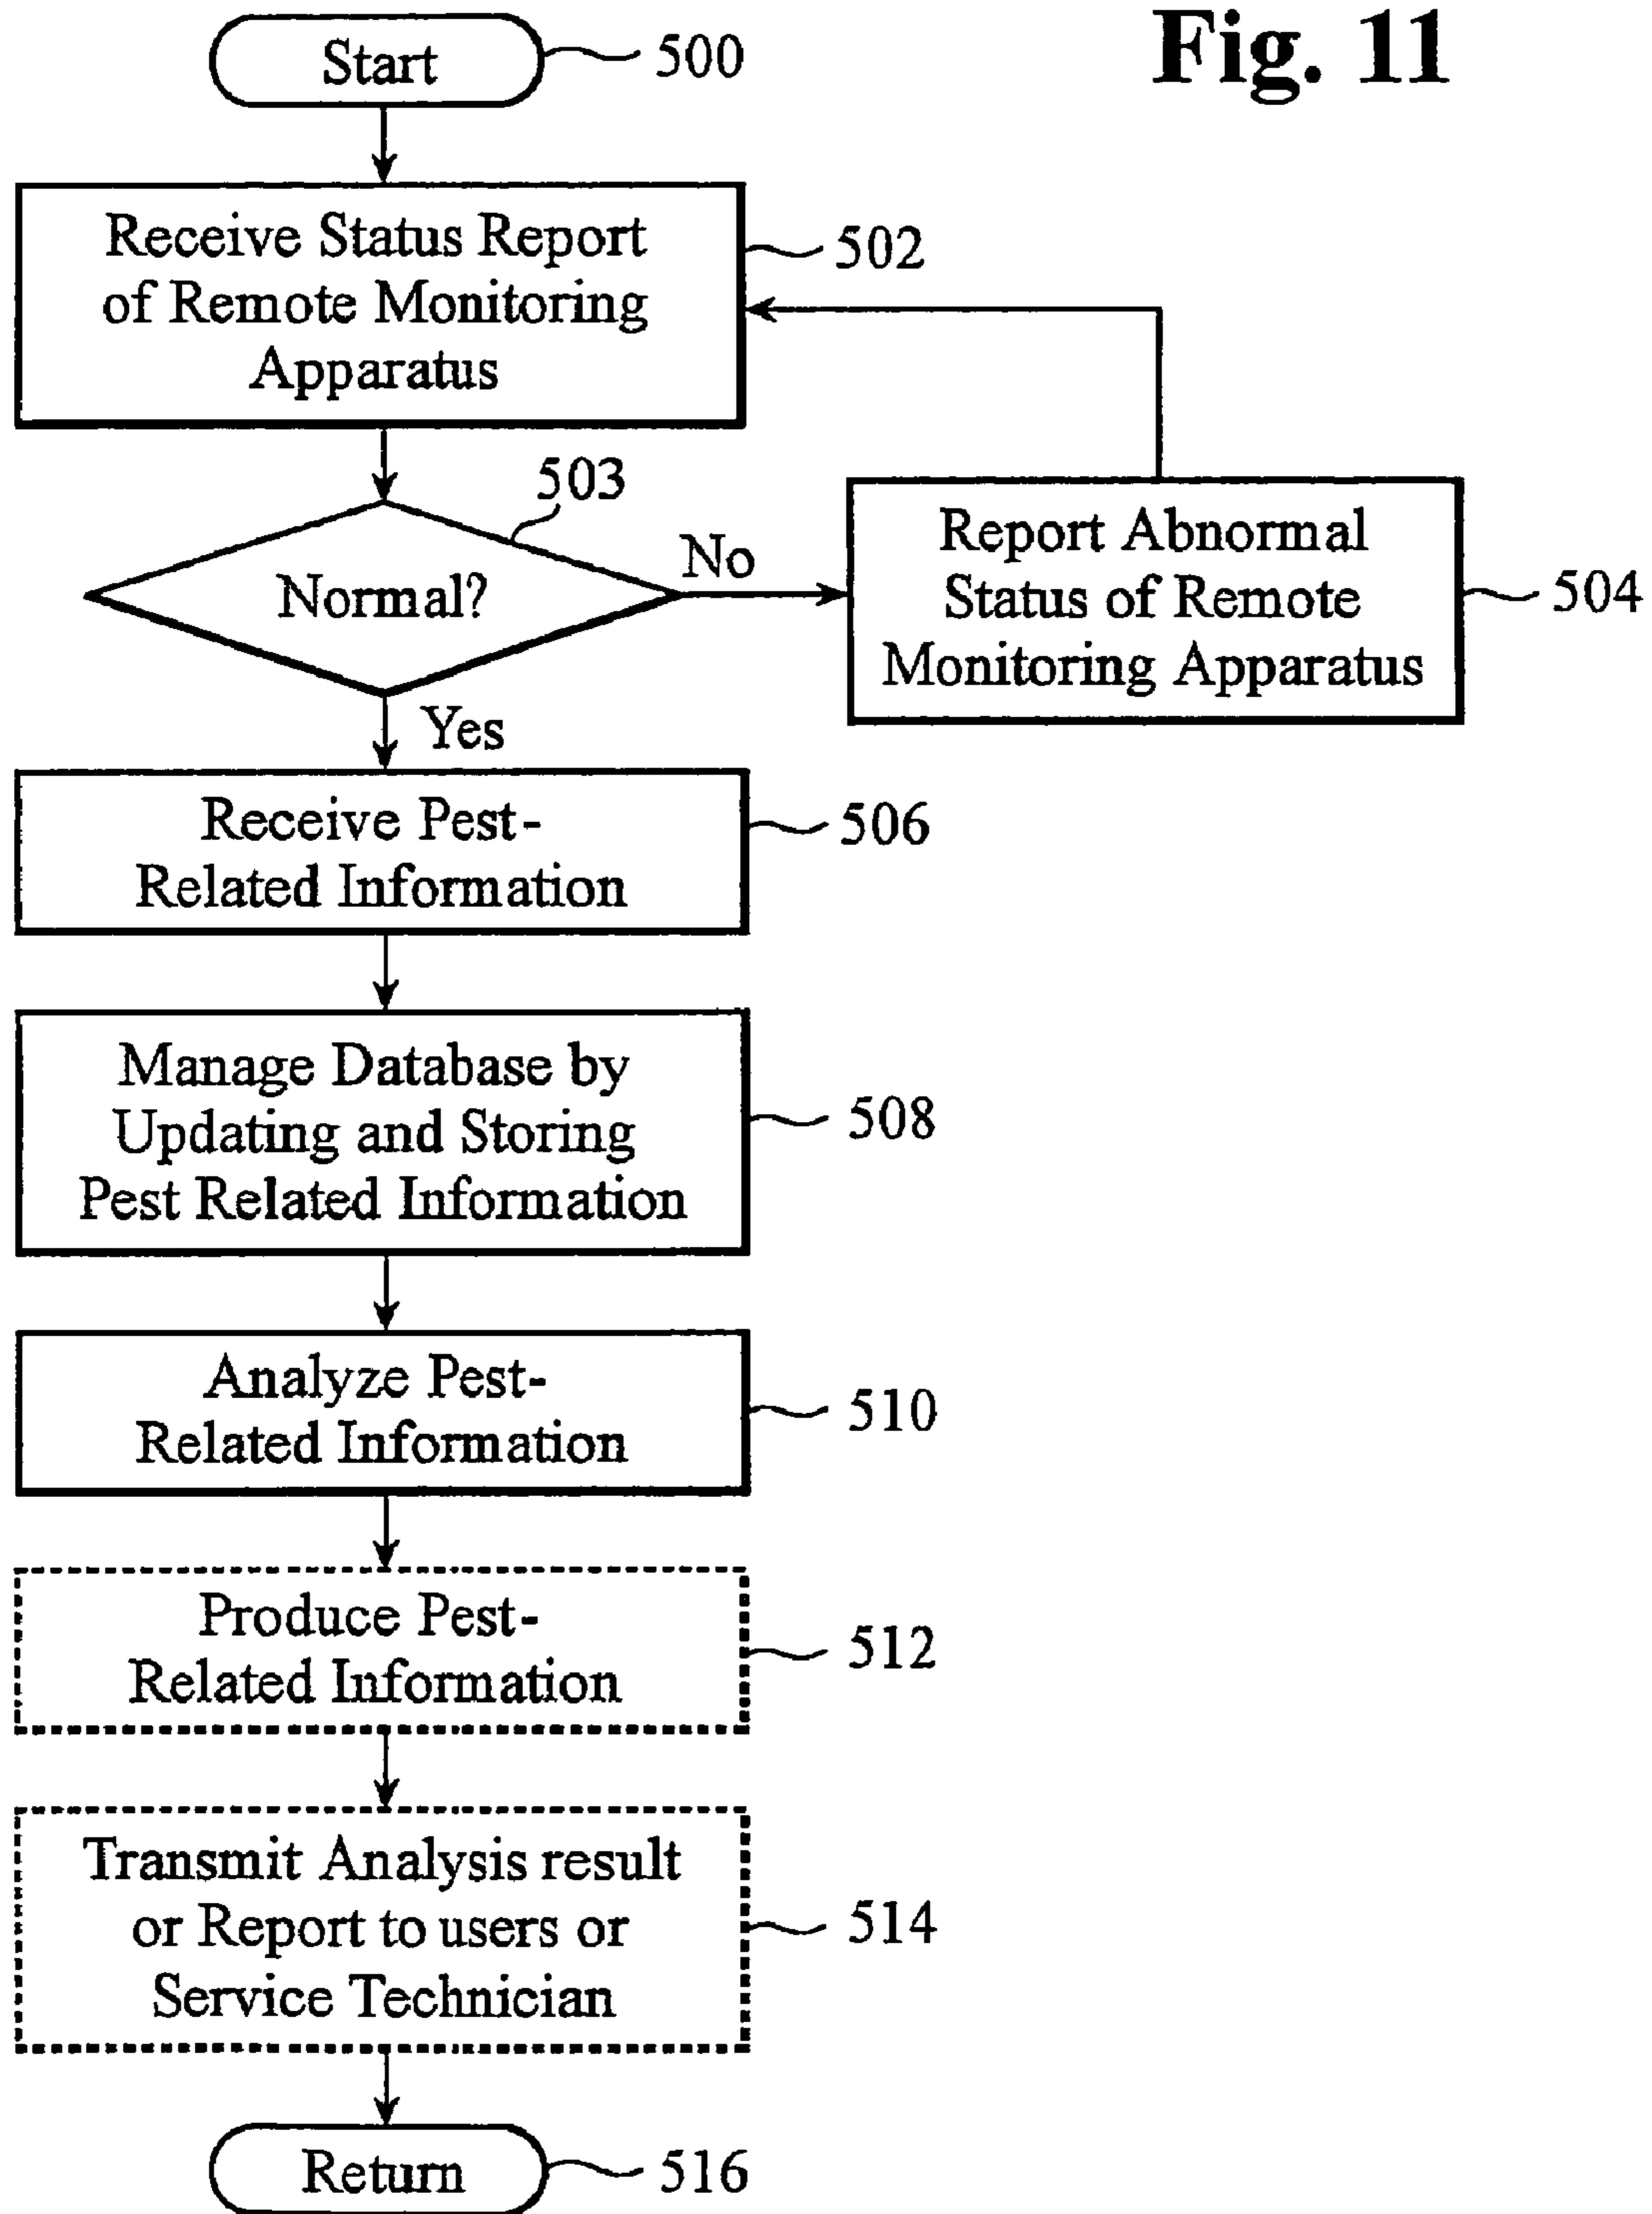 Fig. 11
Start
500
Receive Status Report
of Remote Monitoring
Apparatus
502
503
Normal?
No
Report Abnormal
Status of Remote
Monitoring Apparatus
504
Yes
Receive Pest-
Related Information
506
Manage Database by
Updating and Storing
Pest Related Information
508
Analyze Pest-
Related Information
510
Produce Pest-
Related Information
512
Transmit Analysis result
or Report to users or
Service Technician
514
Return
516